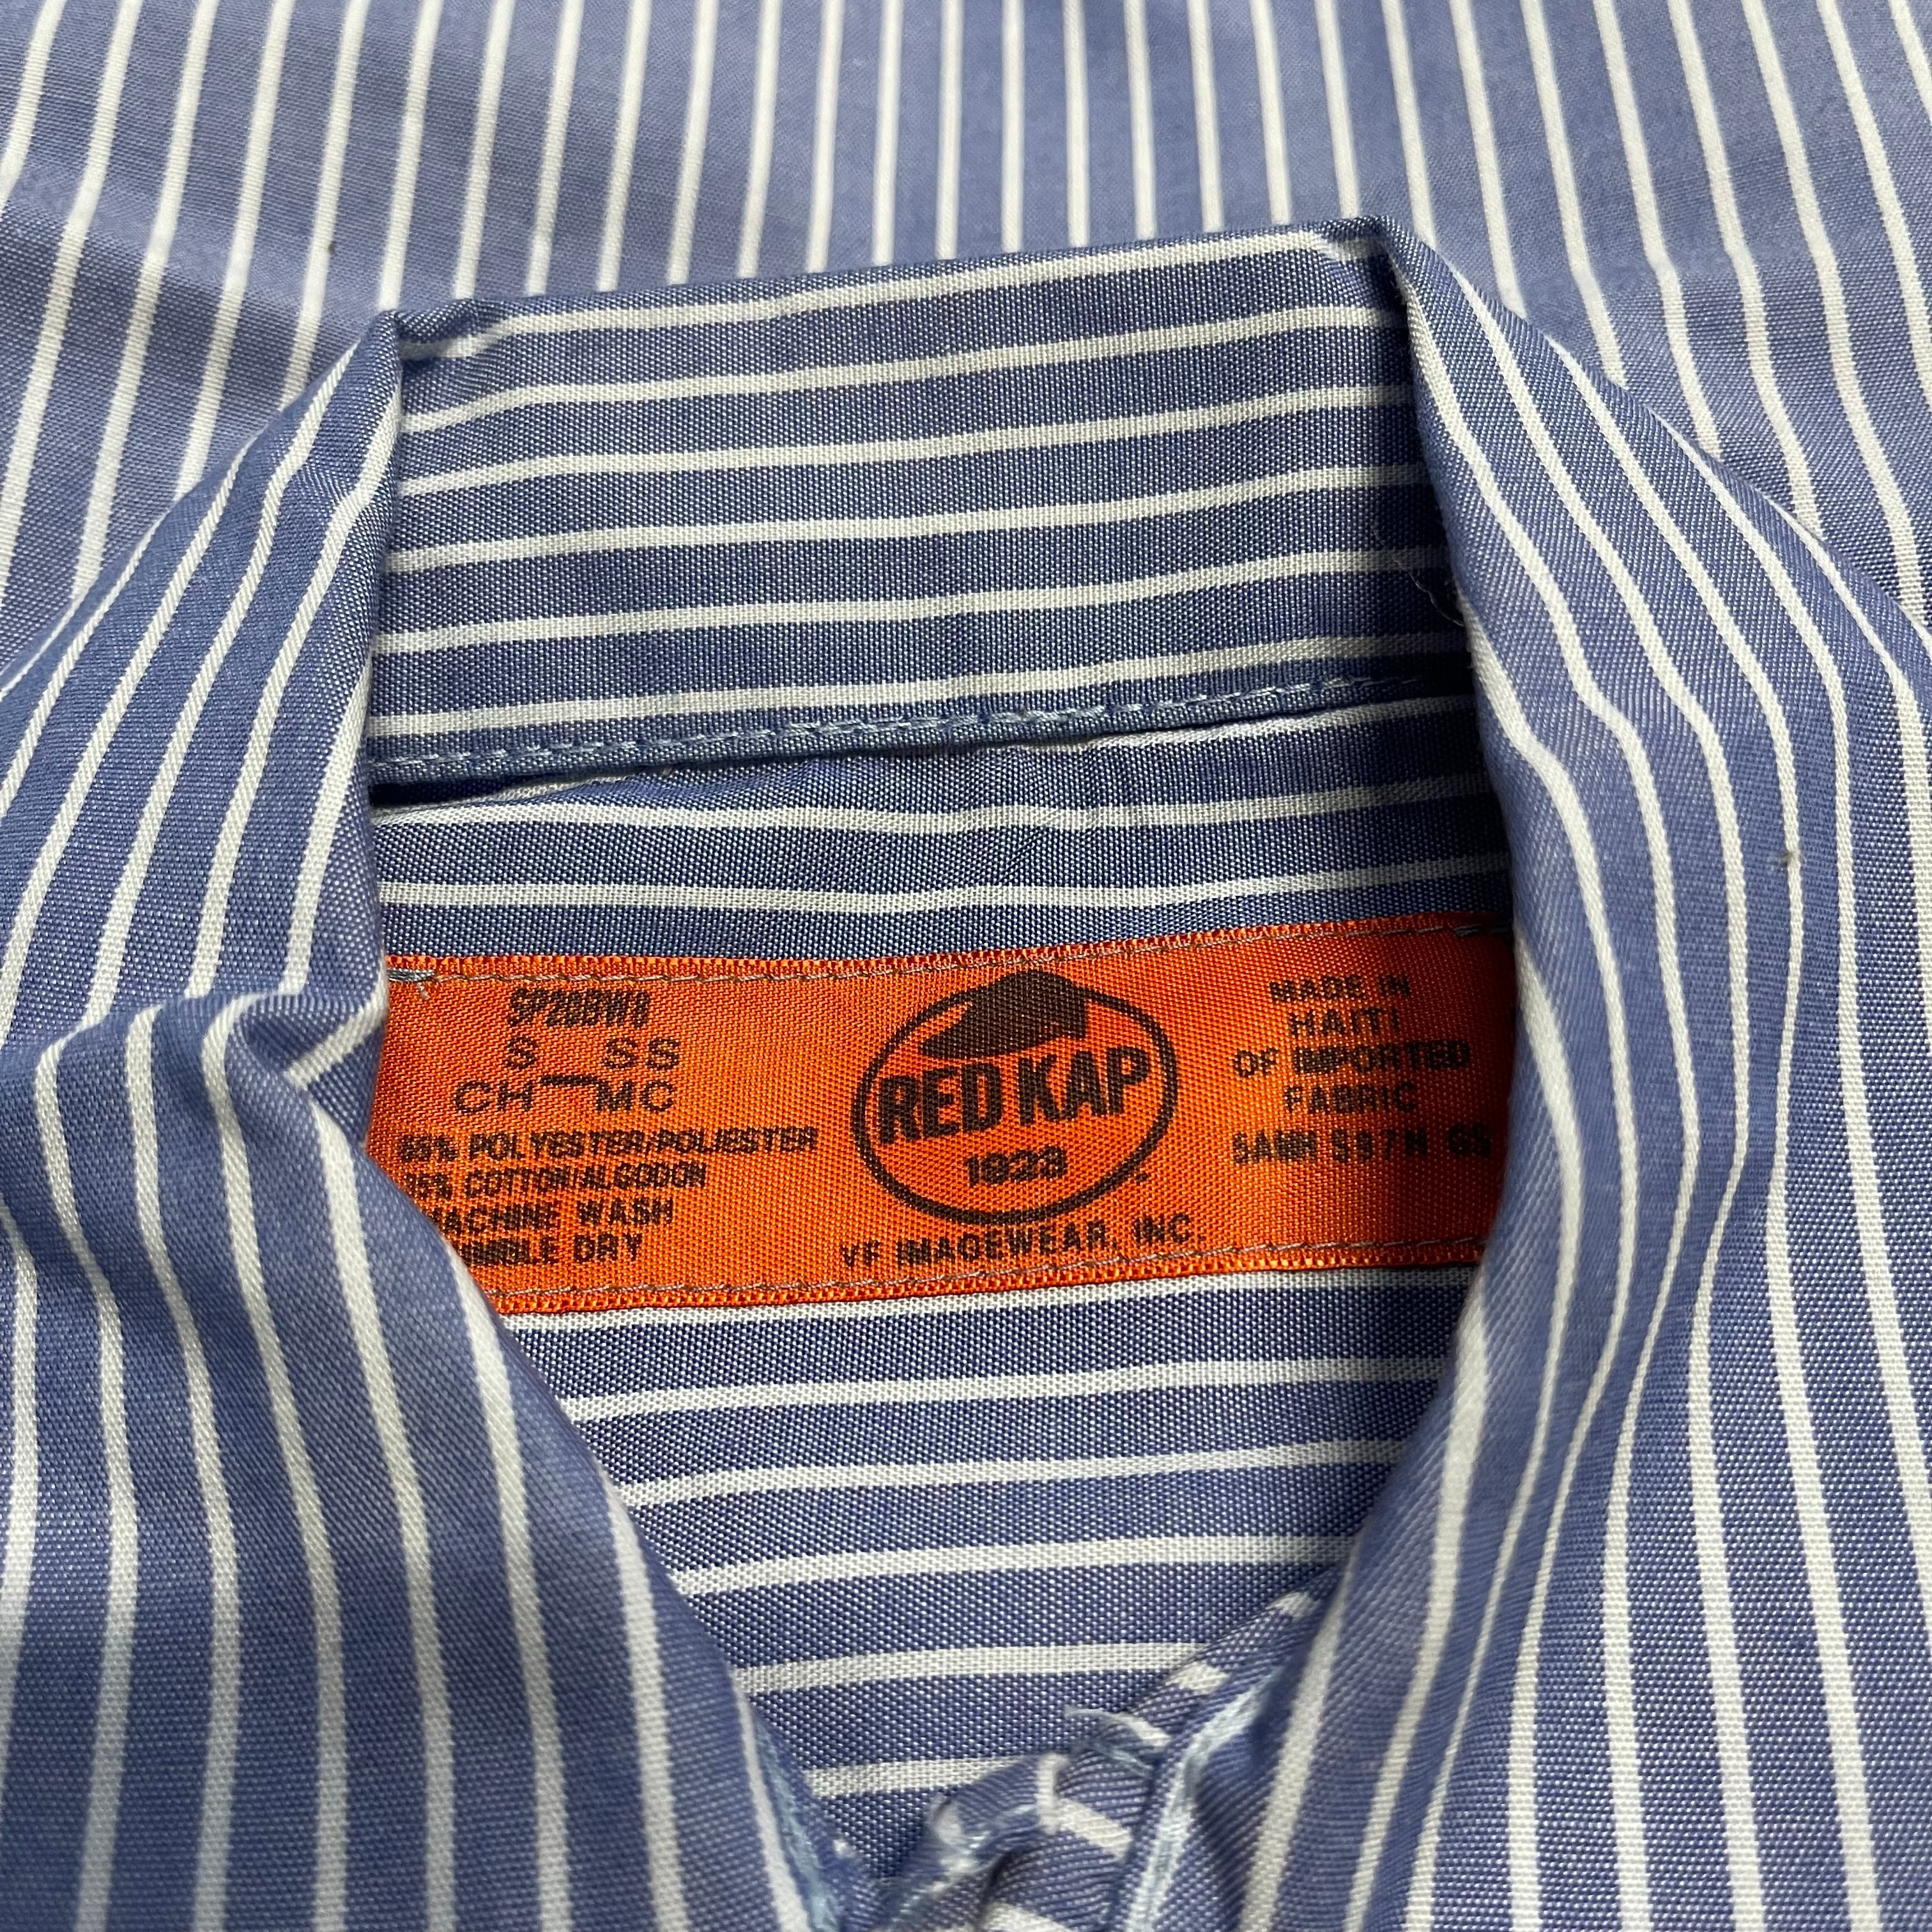 SP20BW8
S SS
CH MC
65% POLYESTER/POLIESTER
35% COTTON/ALGODON
MACHINE WASH
TUMBLE DRY
RED KAP
1923
VF IMAGEWEAR, INC.
MADE IN
HAITI
OF IMPORTED
FABRIC